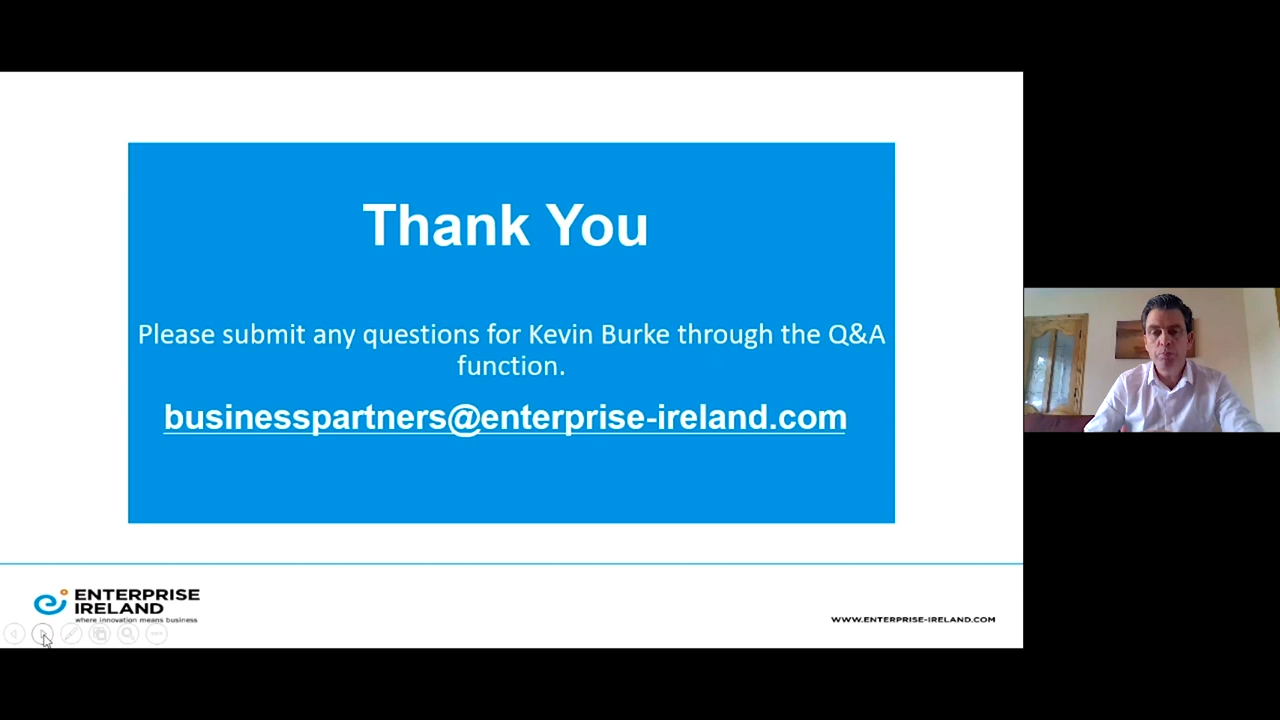 Thank You
Please submit any questions for Kevin Burke through the Q&A
function.
businesspartners@enterprise-ireland.com
ENTERPRISE
IRELAND
where innovation means business
WWW.ENTERPRISE-IRELAND.COM